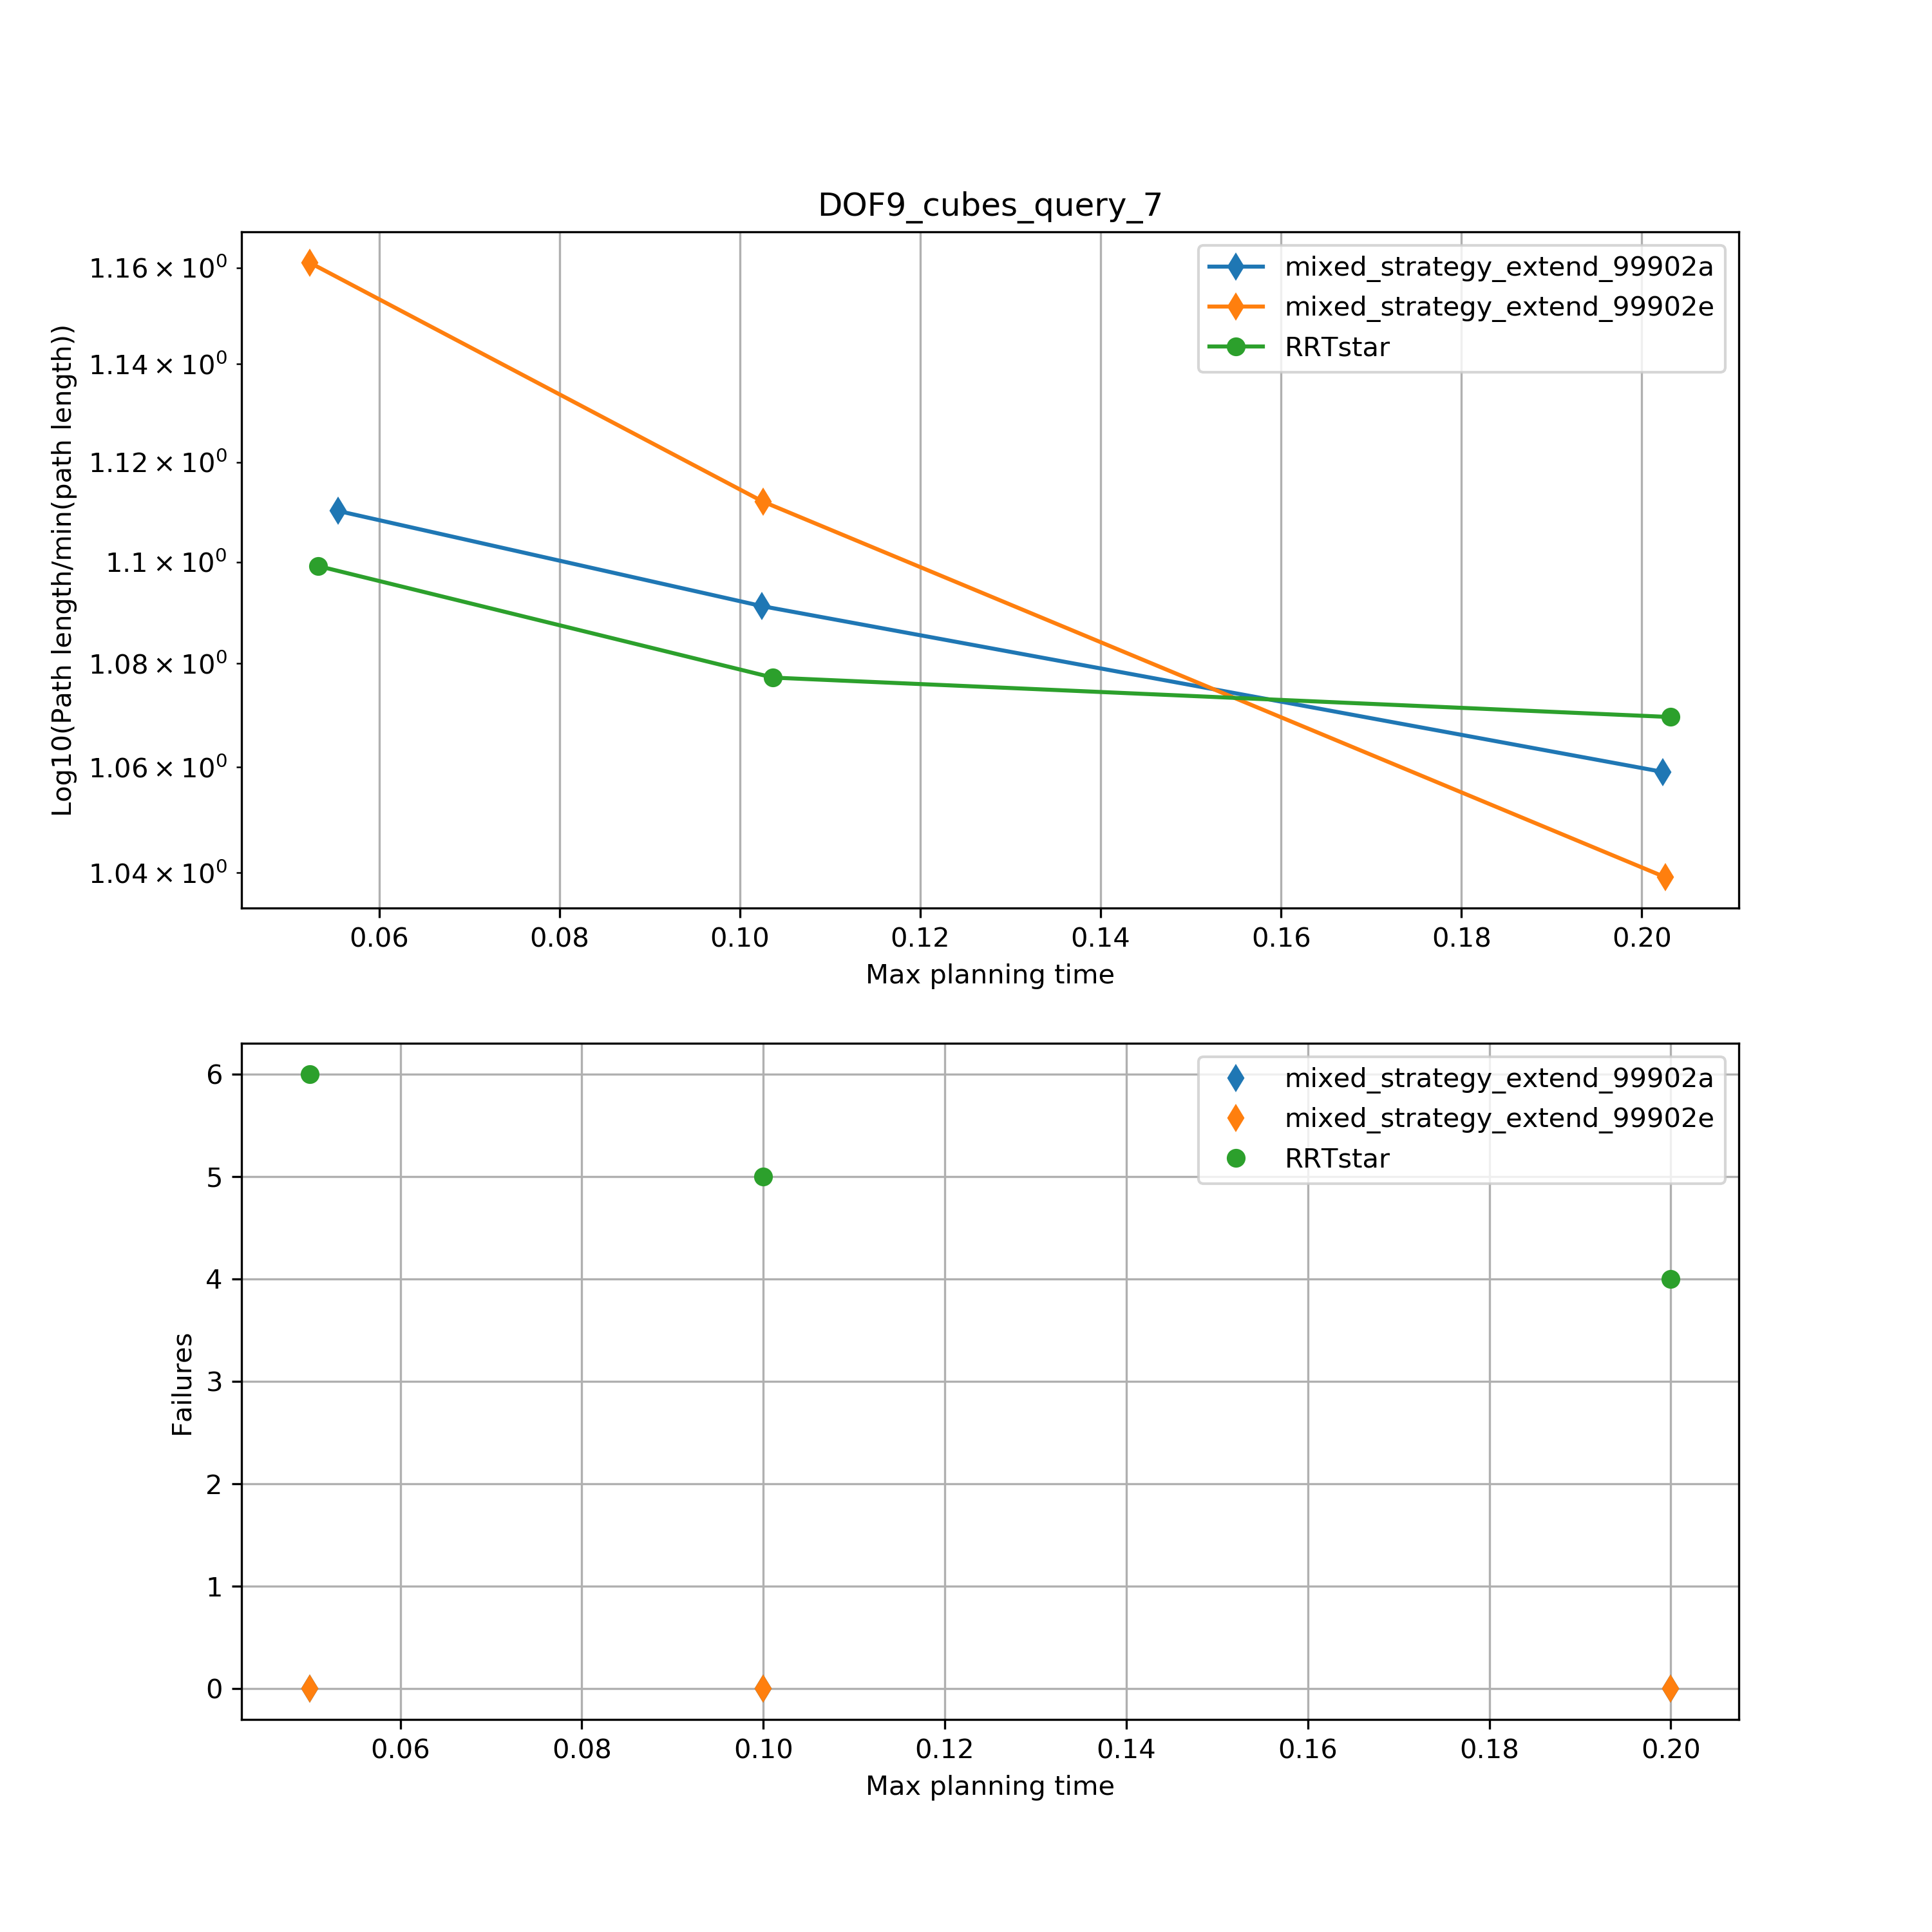 DOF9_cubes_query_7
Log10(Path length/min(path length))
1.16 × 10⁰
1.14 × 10⁰
1.12 × 10⁰
1.1 × 10⁰
1.08 × 10⁰
1.06 × 10⁰
1.04 × 10⁰
mixed_strategy_extend_99902a
mixed_strategy_extend_99902e
RRTstar
0.06 0.08 0.10 0.12 0.14 0.16 0.18 0.20
Max planning time
Failures
6
5
4
3
2
1
0
mixed_strategy_extend_99902a
mixed_strategy_extend_99902e
RRTstar
0.06 0.08 0.10 0.12 0.14 0.16 0.18 0.20
Max planning time